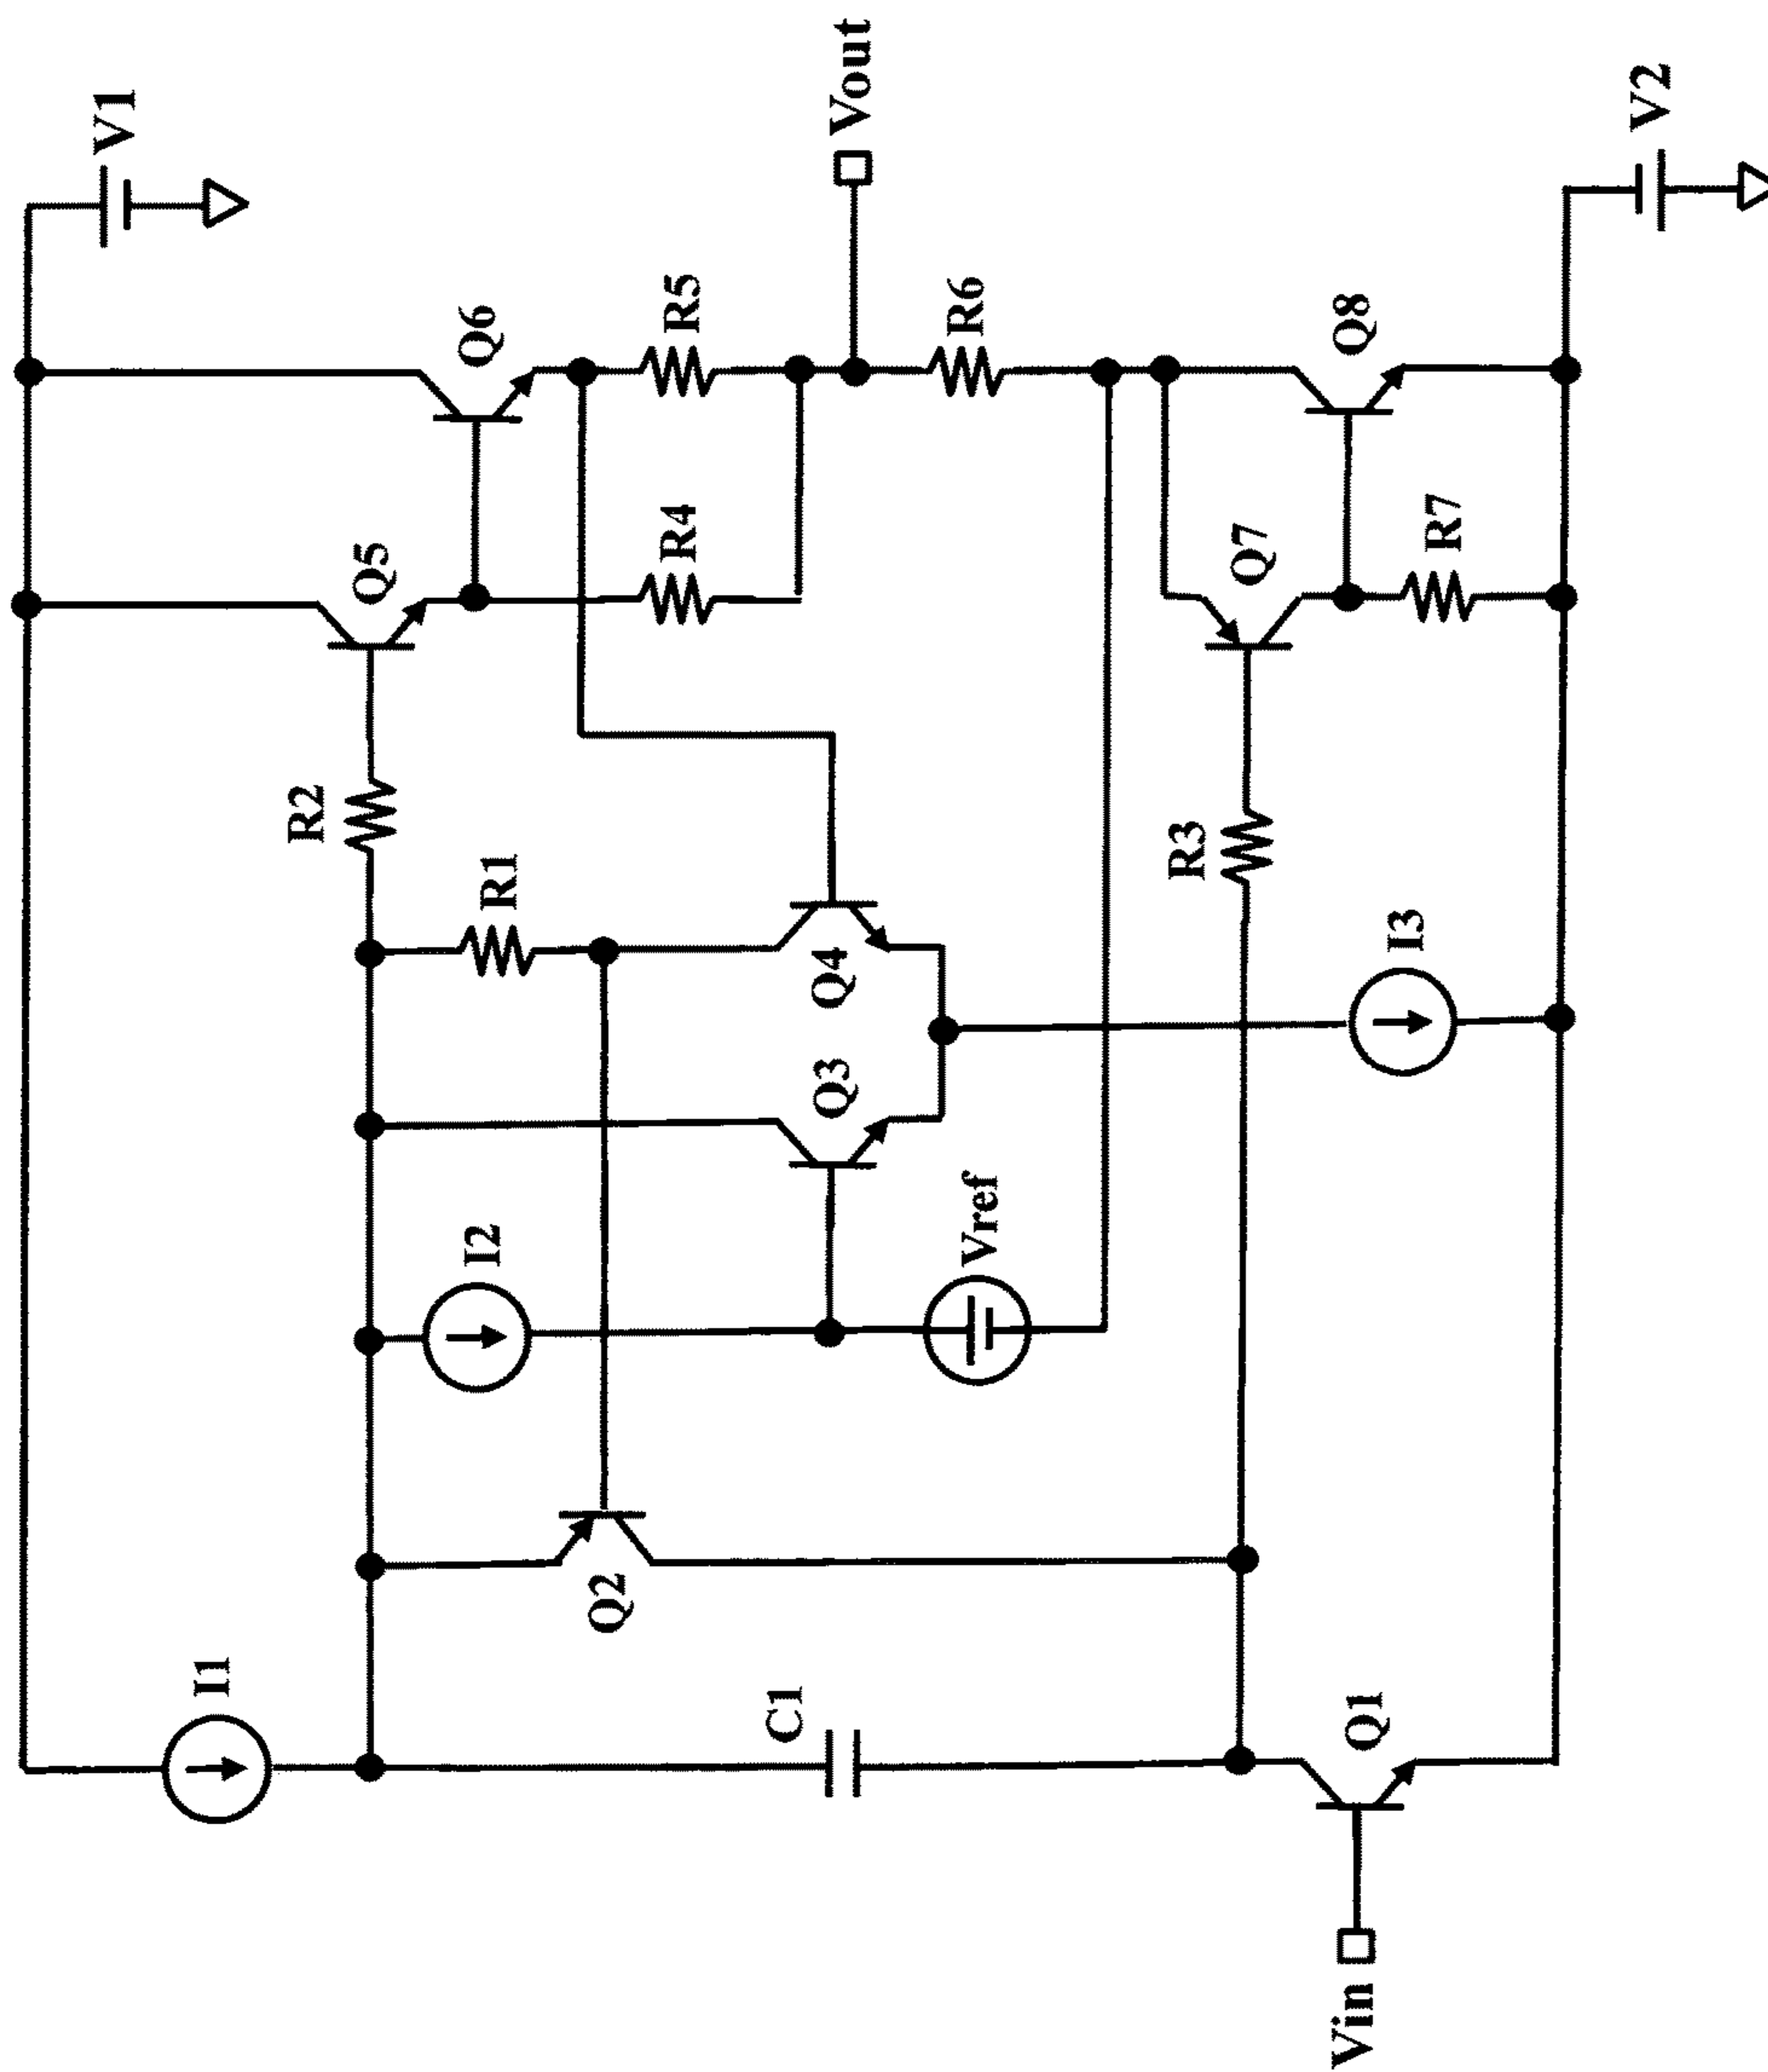 V1
I1
Q6
Q5
R2
R5
R4
Vout
R1
I2
Q2
Q3
Q4
C1
Vref
R6
R3
Q7
Q8
V2
R7
I3
Q1
Vin